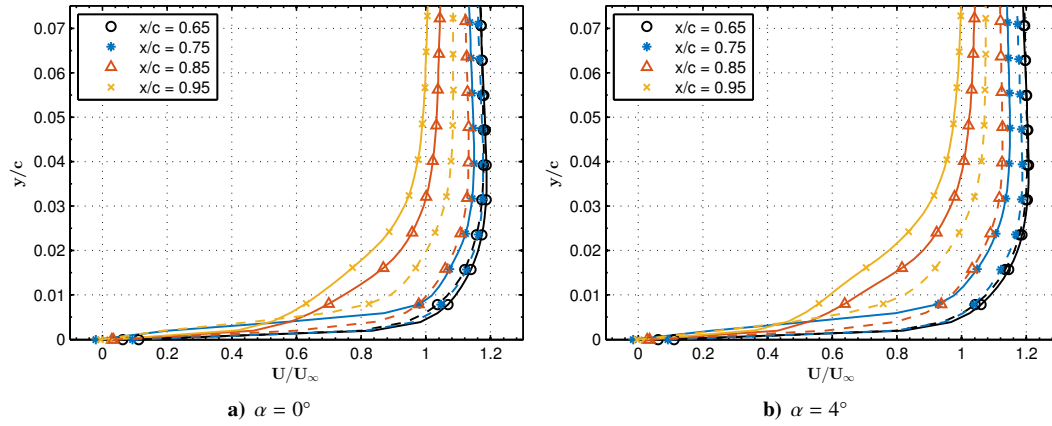 0.07
0.06
0.05
0.04
0.03
0.02
0.01
0
y/c
x/c = 0.65
x/c = 0.75
x/c = 0.85
x/c = 0.95
0 0.2 0.4 0.6 0.8 1 1.2
U/U∞
a) α = 0°
0.07
0.06
0.05
0.04
0.03
0.02
0.01
0
y/c
x/c = 0.65
x/c = 0.75
x/c = 0.85
x/c = 0.95
0 0.2 0.4 0.6 0.8 1 1.2
U/U∞
b) α = 4°